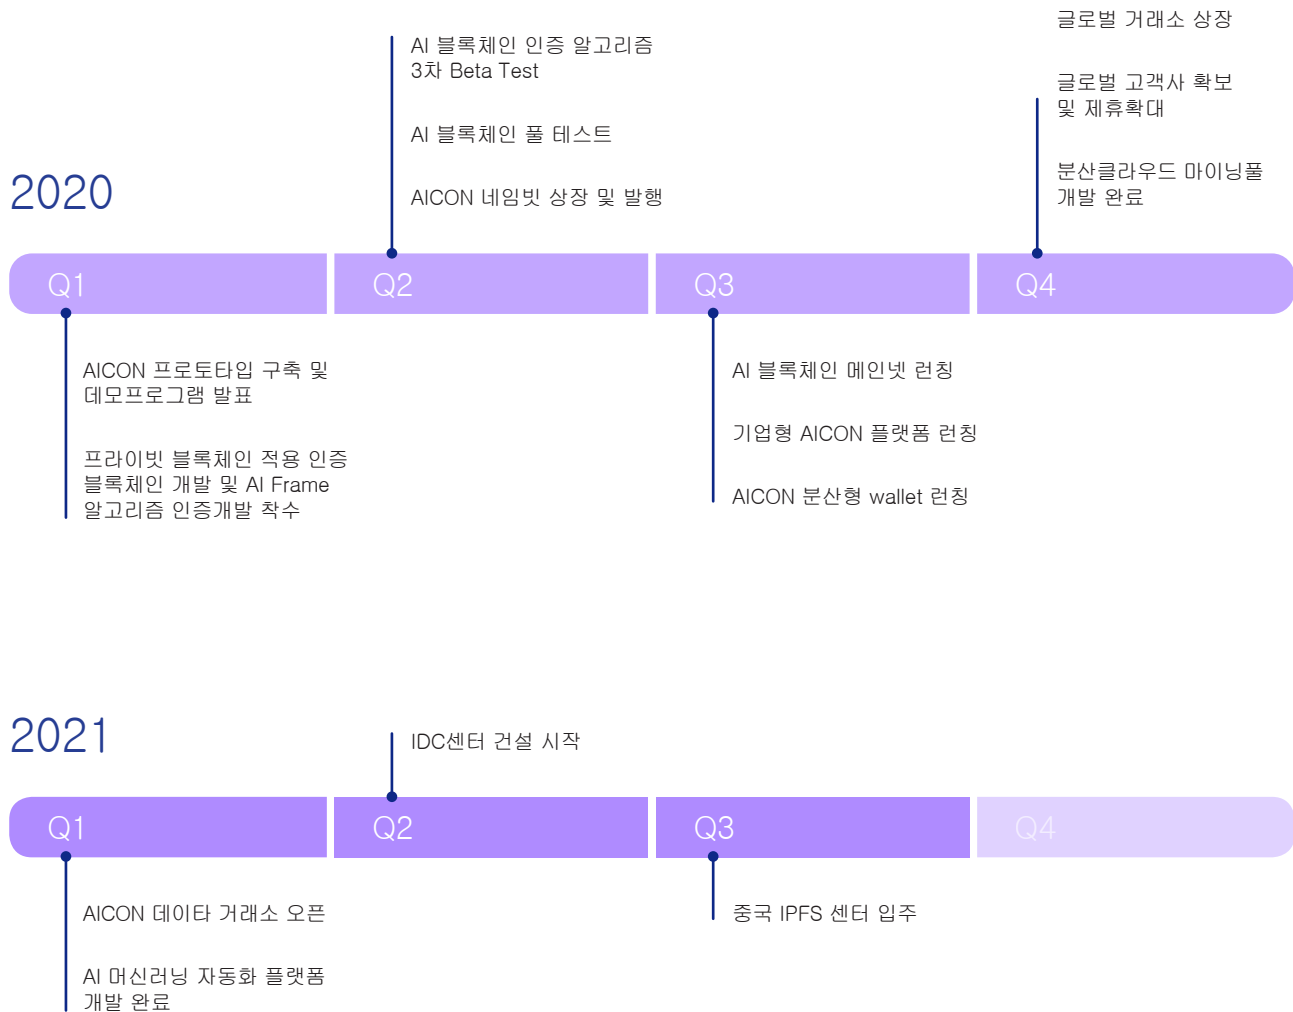 글로벌 거래소 상장
AI 블록체인 인증 알고리즘
3차 Beta Test
글로벌 고객사 확보
및 제휴확대
AI 블록체인 풀 테스트
분산클라우드 마이닝풀
개발 완료
AICON 네임빗 상장 및 발행
2020
Q1
Q2
Q3
Q4
AICON 프로토타입 구축 및
데모프로그램 발표
프라이빗 블록체인 적용 인증
블록체인 개발 및 AI Frame
알고리즘 인증개발 착수
AI 블록체인 메인넷 런칭
기업형 AICON 플랫폼 런칭
AICON 분산형 wallet 런칭
2021
IDC센터 건설 시작
Q1
Q2
Q3
Q4
AICON 데이타 거래소 오픈
AI 머신러닝 자동화 플랫폼
개발 완료
중국 IPFS 센터 입주